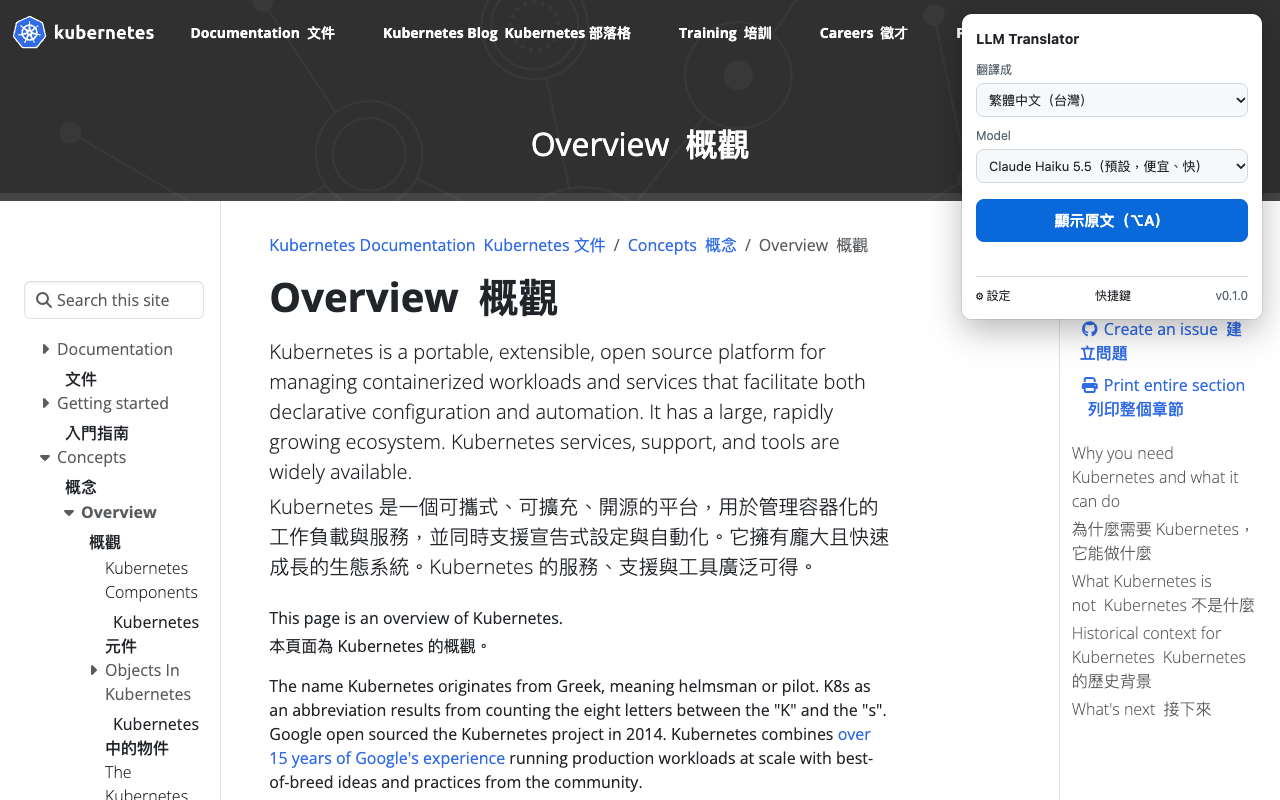 kubernetes
Documentation 文件
Kubernetes Blog Kubernetes 部落格
Training 培訓
Careers 徵才
Overview 概觀
LLM Translator
翻譯成
繁體中文（台灣）
Model
Claude Haiku 5.5（預設，便宜、快）
顯示原文（⌥A）
⚙ 設定
快捷鍵
v0.1.0
Search this site
Documentation
文件
Getting started
入門指南
Concepts
概念
Overview
概觀
Kubernetes
Components
Kubernetes
元件
Objects In
Kubernetes
Kubernetes
中的物件
The
Kubernetes
Kubernetes Documentation Kubernetes 文件 / Concepts 概念 / Overview 概觀
Overview 概觀
Kubernetes is a portable, extensible, open source platform for
managing containerized workloads and services that facilitate both
declarative configuration and automation. It has a large, rapidly
growing ecosystem. Kubernetes services, support, and tools are
widely available.
Kubernetes 是一個可攜式、可擴充、開源的平台，用於管理容器化的
工作負載與服務，並同時支援宣告式設定與自動化。它擁有龐大且快速
成長的生態系統。Kubernetes 的服務、支援與工具廣泛可得。
This page is an overview of Kubernetes.
本頁面為 Kubernetes 的概觀。
The name Kubernetes originates from Greek, meaning helmsman or pilot. K8s as
an abbreviation results from counting the eight letters between the "K" and the "s".
Google open sourced the Kubernetes project in 2014. Kubernetes combines over
15 years of Google's experience running production workloads at scale with best-
of-breed ideas and practices from the community.
Create an issue 建
立問題
Print entire section
列印整個章節
Why you need
Kubernetes and what it
can do
為什麼需要 Kubernetes，
它能做什麼
What Kubernetes is
not Kubernetes 不是什麼
Historical context for
Kubernetes Kubernetes
的歷史背景
What's next 接下來